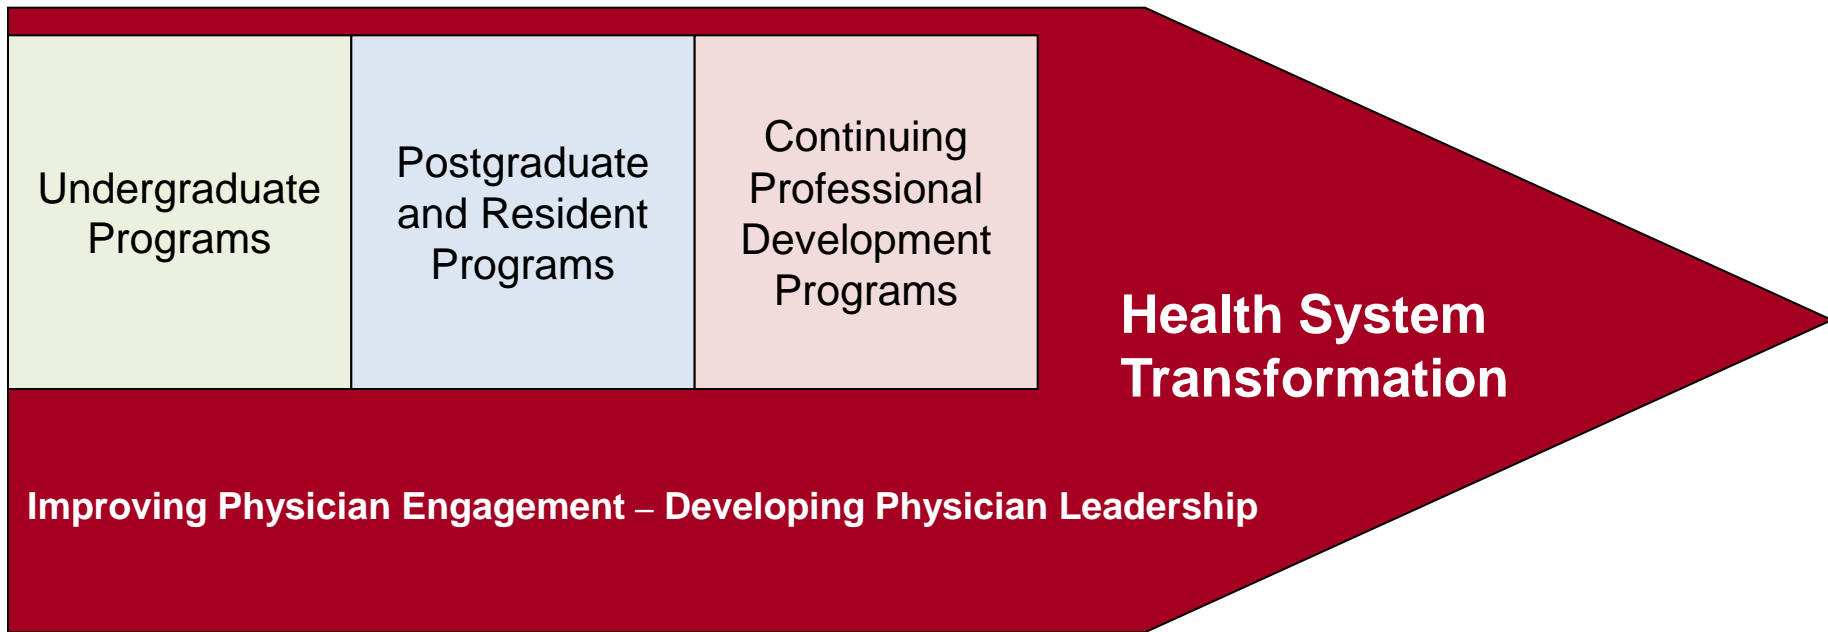 Undergraduate
Programs
Postgraduate
and Resident
Programs
Continuing
Professional
Development
Programs
Health System
Transformation
Improving Physician Engagement – Developing Physician Leadership